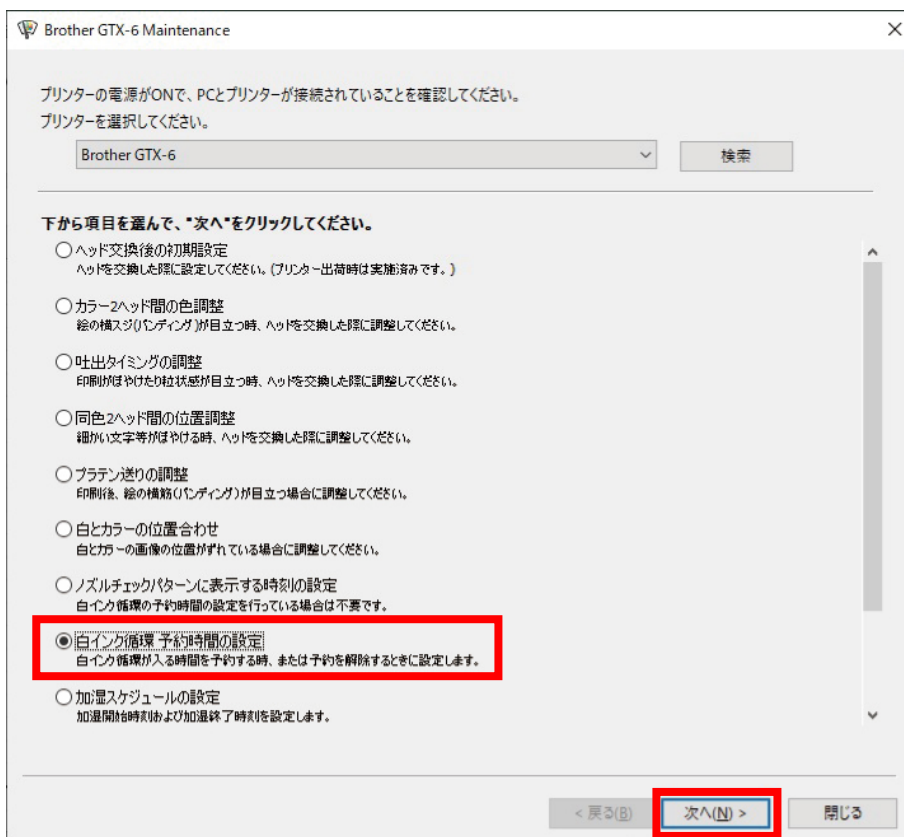 Brother GTX-6 Maintenance
プリンターの電源がONで、PCとプリンターが接続されていることを確認してください。
プリンターを選択してください。
Brother GTX-6
検索
下から項目を選んで、"次へ"をクリックしてください。
ヘッド交換後の初期設定
ヘッドを交換した際に設定してください。(プリンター出荷時は実施済みです。)
カラー2ヘッド間の色調整
絵の横スジ(バンディング)が目立つ時、ヘッドを交換した際に調整してください。
吐出タイミングの調整
印刷がぼやけたり粒状感が目立つ時、ヘッドを交換した際に調整してください。
同色2ヘッド間の位置調整
細かい文字等がぼやける時、ヘッドを交換した際に調整してください。
プラテン送りの調整
印刷後、絵の横筋(バンディング)が目立つ場合に調整してください。
白とカラーの位置合わせ
白とカラーの画像の位置がずれている場合に調整してください。
ノズルチェックパターンに表示する時刻の設定
白インク循環の予約時間の設定を行っている場合は不要です。
白インク循環 予約時間の設定
白インク循環が入る時間を予約する時、または予約を解除するときに設定します。
加湿スケジュールの設定
加湿開始時刻および加湿終了時刻を設定します。
< 戻る(B)
次へ(N) >
閉じる